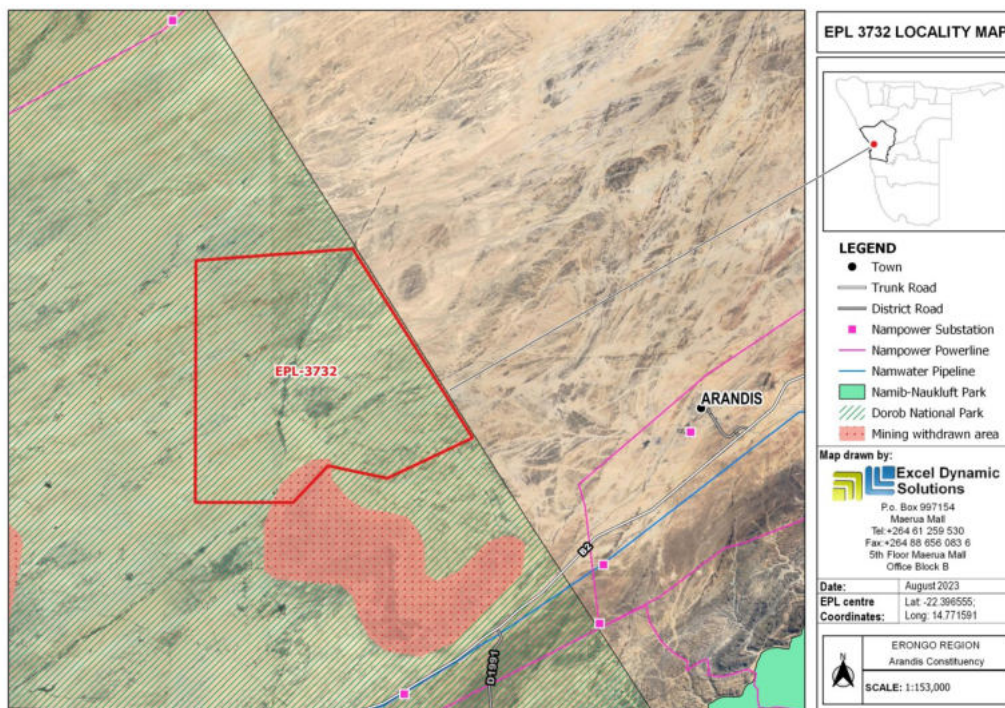 EPL 3732 LOCALITY MAP
EPL-3732
ARANDIS
B2
D1991
LEGEND
Town
Trunk Road
District Road
Nampower Substation
Nampower Powerline
Namwater Pipeline
Namib-Naukluft Park
Dorob National Park
Mining withdrawn area
Map drawn by:
Excel Dynamic
Solutions
P.o. Box 997154
Maerua Mall
Tel:+264 61 259 530
Fax:+264 88 656 083 6
5th Floor Maerua Mall
Office Block B
Date: August 2023
EPL centre Coordinates: Lat: -22.396555;
Long: 14.771591
N
ERONGO REGION
Arandis Constituency
SCALE: 1:153,000